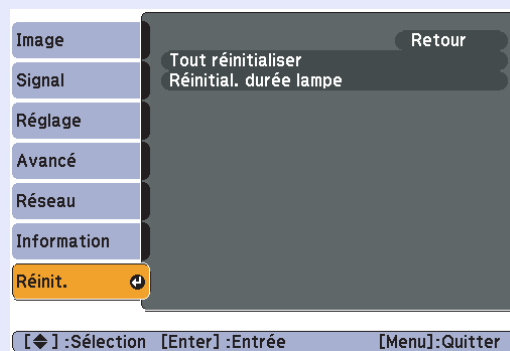 Image
Signal
Réglage
Avancé
Réseau
Information
Réinit.
Retour
Tout réinitialiser
Réinitial. durée lampe
[◆] :Sélection [Enter] :Entrée [Menu]:Quitter